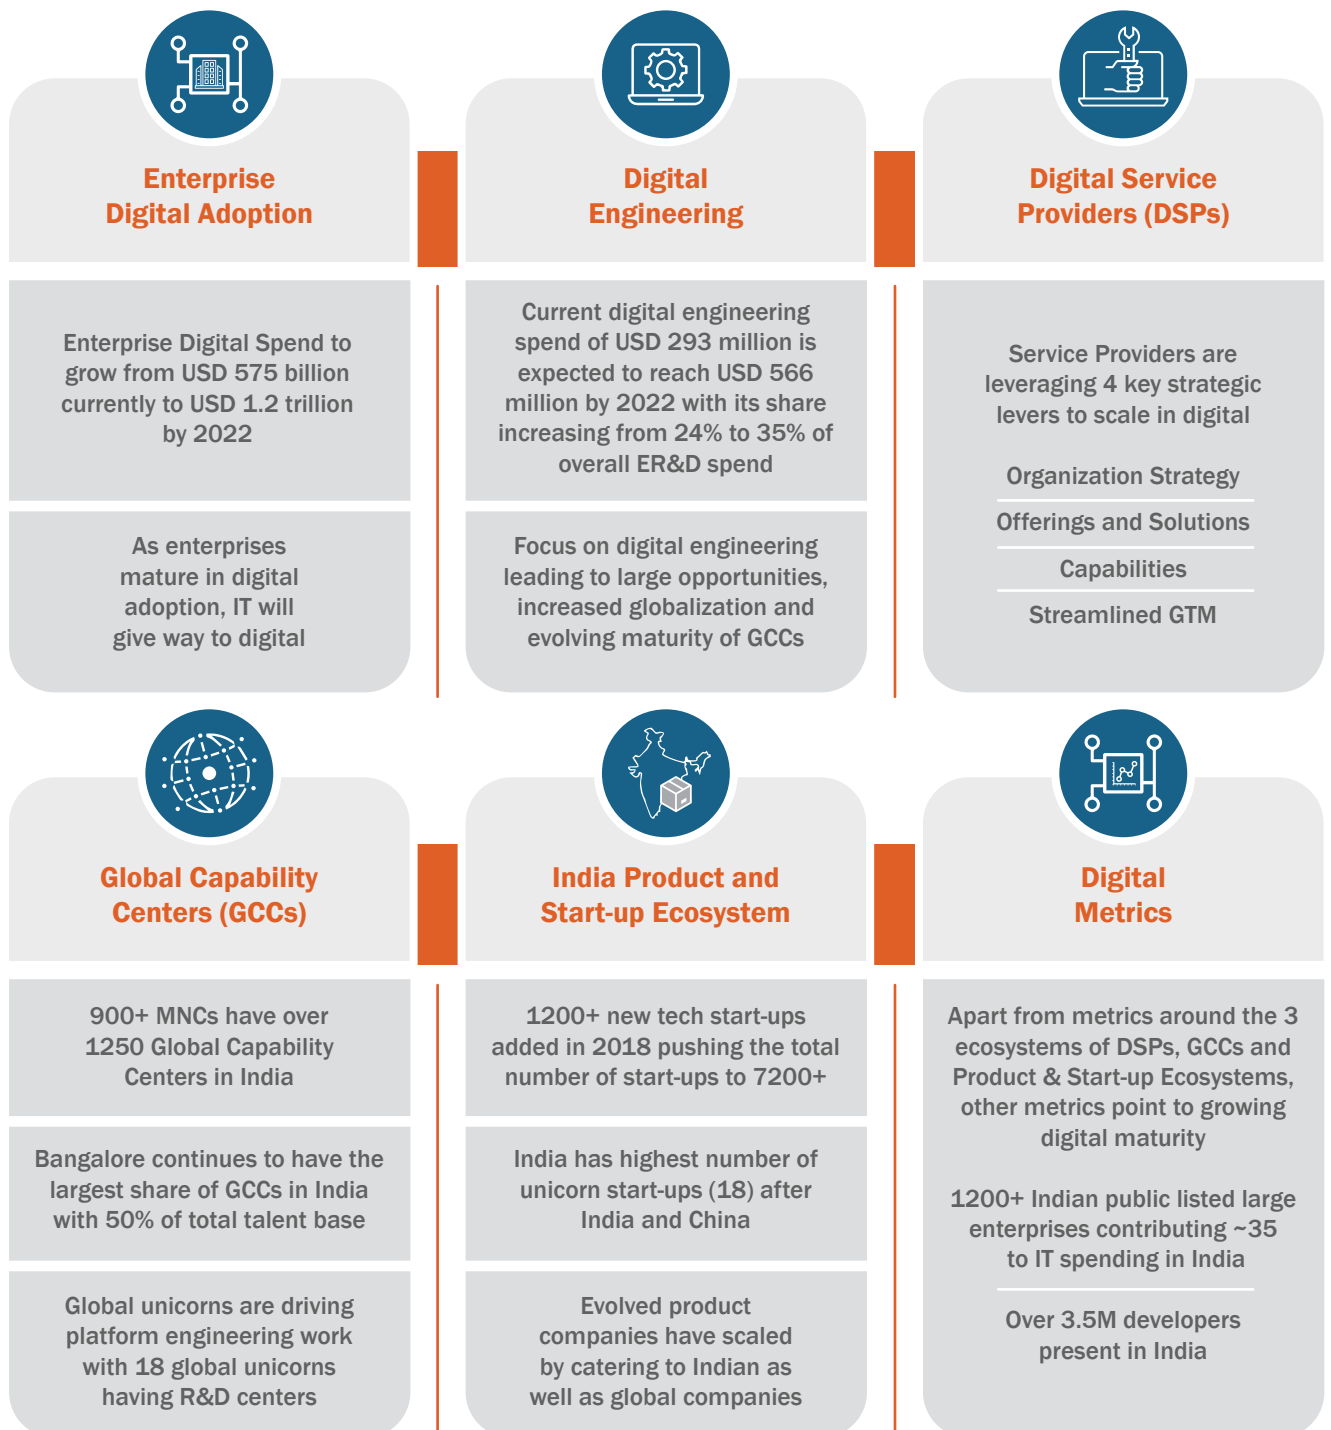 Enterprise
Digital Adoption
Enterprise Digital Spend to
grow from USD 575 billion
currently to USD 1.2 trillion
by 2022
As enterprises
mature in digital
adoption, IT will
give way to digital
Digital
Engineering
Current digital engineering
spend of USD 293 million is
expected to reach USD 566
million by 2022 with its share
increasing from 24% to 35% of
overall ER&D spend
Focus on digital engineering
leading to large opportunities,
increased globalization and
evolving maturity of GCCs
Digital Service
Providers (DSPs)
Service Providers are
leveraging 4 key strategic
levers to scale in digital
Organization Strategy
Offerings and Solutions
Capabilities
Streamlined GTM
Global Capability
Centers (GCCs)
900+ MNCs have over
1250 Global Capability
Centers in India
Bangalore continues to have the
largest share of GCCs in India
with 50% of total talent base
Global unicorns are driving
platform engineering work
with 18 global unicorns
having R&D centers
India Product and
Start-up Ecosystem
1200+ new tech start-ups
added in 2018 pushing the total
number of start-ups to 7200+
India has highest number of
unicorn start-ups (18) after
India and China
Evolved product
companies have scaled
by catering to Indian as
well as global companies
Digital
Metrics
Apart from metrics around the 3
ecosystems of DSPs, GCCs and
Product & Start-up Ecosystems,
other metrics point to growing
digital maturity
1200+ Indian public listed large
enterprises contributing ~35
to IT spending in India
Over 3.5M developers
present in India